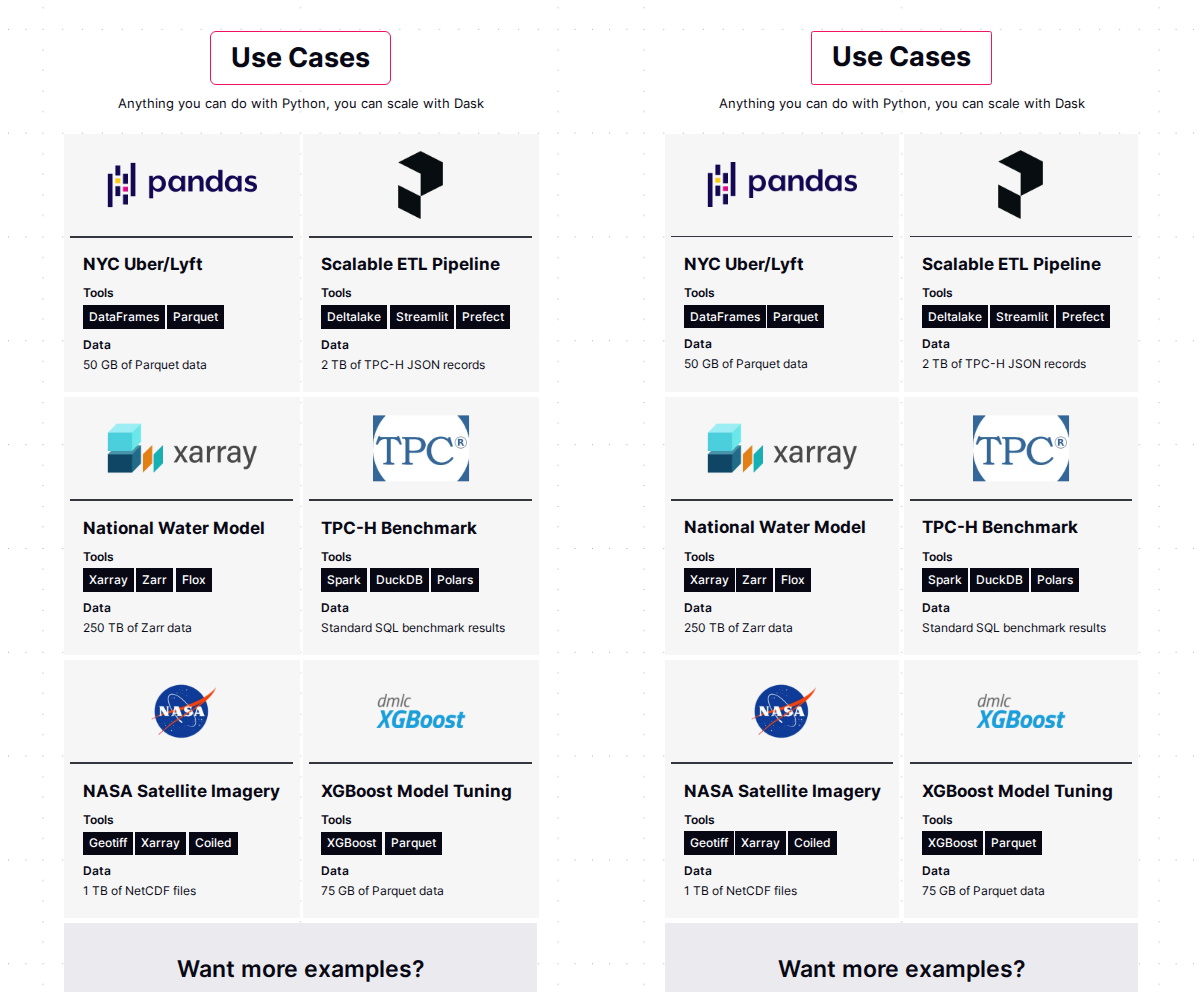 Use Cases
Anything you can do with Python, you can scale with Dask
pandas
NYC Uber/Lyft
Tools
DataFrames Parquet
Data
50 GB of Parquet data
Scalable ETL Pipeline
Tools
Deltalake Streamlit Prefect
Data
2 TB of TPC-H JSON records
xarray
National Water Model
Tools
Xarray Zarr Flox
Data
250 TB of Zarr data
TPC®
TPC-H Benchmark
Tools
Spark DuckDB Polars
Data
Standard SQL benchmark results
NASA
NASA Satellite Imagery
Tools
Geotiff Xarray Coiled
Data
1 TB of NetCDF files
dmlc
XGBoost
XGBoost Model Tuning
Tools
XGBoost Parquet
Data
75 GB of Parquet data
Want more examples?
Use Cases
Anything you can do with Python, you can scale with Dask
pandas
NYC Uber/Lyft
Tools
DataFrames Parquet
Data
50 GB of Parquet data
Scalable ETL Pipeline
Tools
Deltalake Streamlit Prefect
Data
2 TB of TPC-H JSON records
xarray
National Water Model
Tools
Xarray Zarr Flox
Data
250 TB of Zarr data
TPC®
TPC-H Benchmark
Tools
Spark DuckDB Polars
Data
Standard SQL benchmark results
NASA
NASA Satellite Imagery
Tools
Geotiff Xarray Coiled
Data
1 TB of NetCDF files
dmlc
XGBoost
XGBoost Model Tuning
Tools
XGBoost Parquet
Data
75 GB of Parquet data
Want more examples?